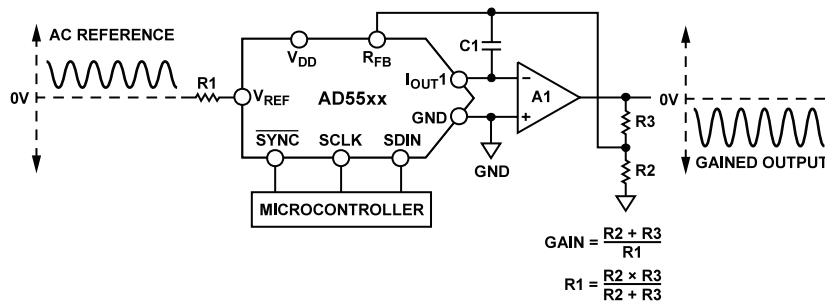 AC REFERENCE
0V
R1
V_DD
R_FB
C1
V_REF
AD55xx
I_OUT1
GND
SYNC
SCLK
SDIN
A1
GND
R3
R2
0V
GAINED OUTPUT
MICROCONTROLLER
GAIN = R2 + R3 / R1
R1 = R2 × R3 / R2 + R3